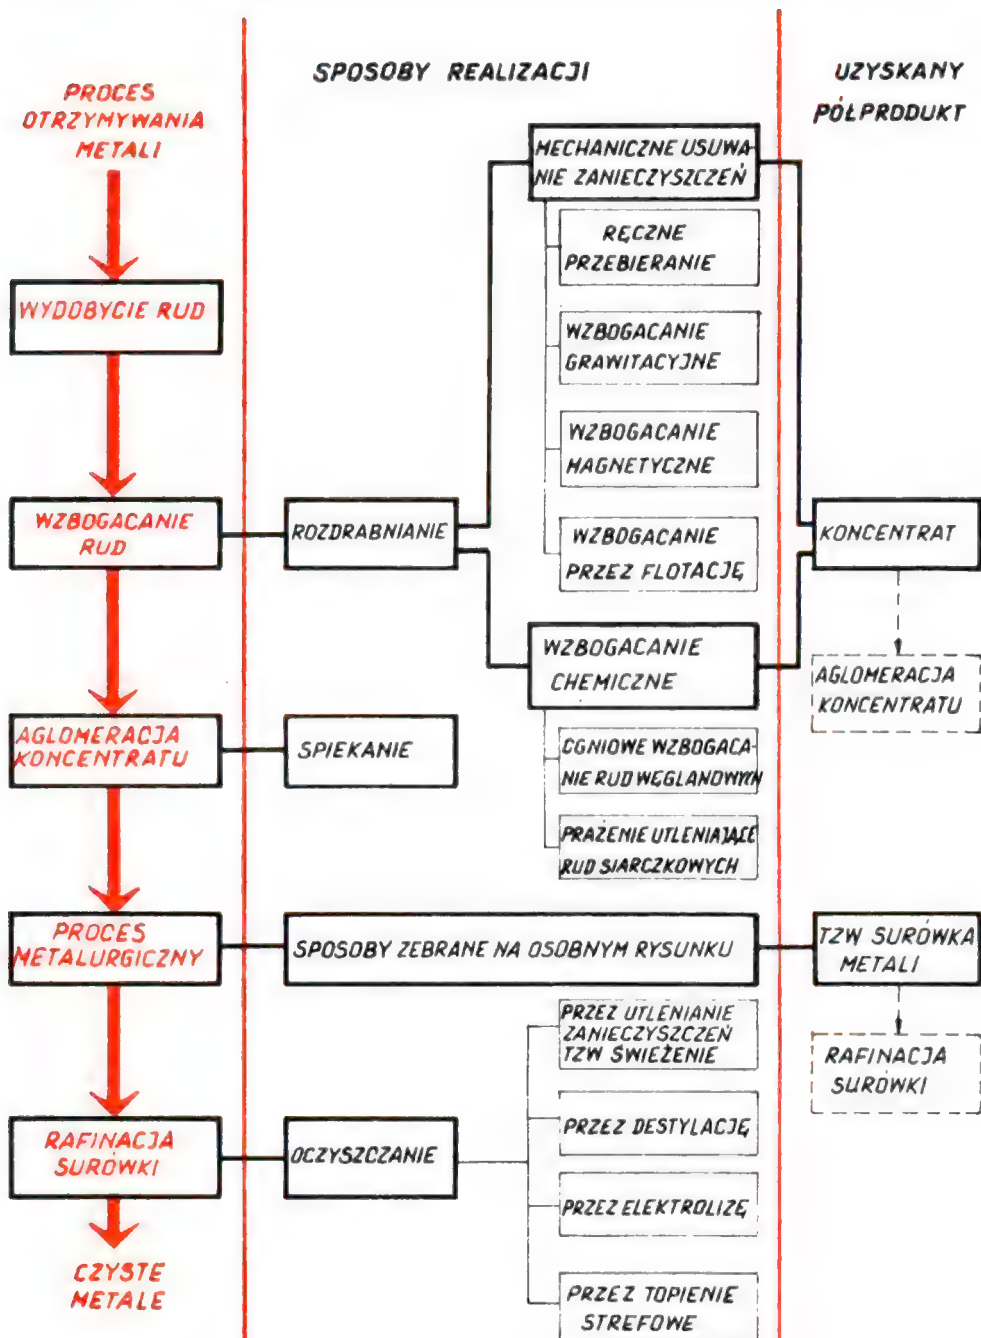 PROCES
OTRZYMYWANIA
METALI
WYDOBYCIE RUD
WZBOGACANIE
RUD
AGLOMERACJA
KONCENTRATU
PROCES
METALURGICZNY
RAFINACJA
SURÓWKI
CZYSTE
METALE
SPOSOBY REALIZACJI
ROZDRABNIANIE
MECHANICZNE USUWA-
NIE ZANIECZYSZCZEŃ
RĘCZNE
PRZEBIERANIE
WZBOGACANIE
GRAWITACYJNE
WZBOGACANIE
MAGNETYCZNE
WZBOGACANIE
PRZEZ FLOTACJĘ
WZBOGACANIE
CHEMICZNE
OGNIOWE WZBOGACA-
NIE RUD WĘGLANOWYCH
PRAŻENIE UTLENIAJĄCE
RUD SIARCZKOWYCH
SPIEKANIE
SPOSOBY ZEBRANE NA OSOBNYM RYSUNKU
OCZYSZCZANIE
PRZEZ UTLENIANIE
ZANIECZYSZCZEŃ
TZW ŚWIEŻENIE
PRZEZ DESTYLACJĘ
PRZEZ ELEKTROLIZĘ
PRZEZ TOPIENIE
STREFOWE
UZYSKANY
PÓŁPRODUKT
KONCENTRAT
AGLOMERACJA
KONCENTRATU
TZW SURÓWKA
METALI
RAFINACJA
SURÓWKI